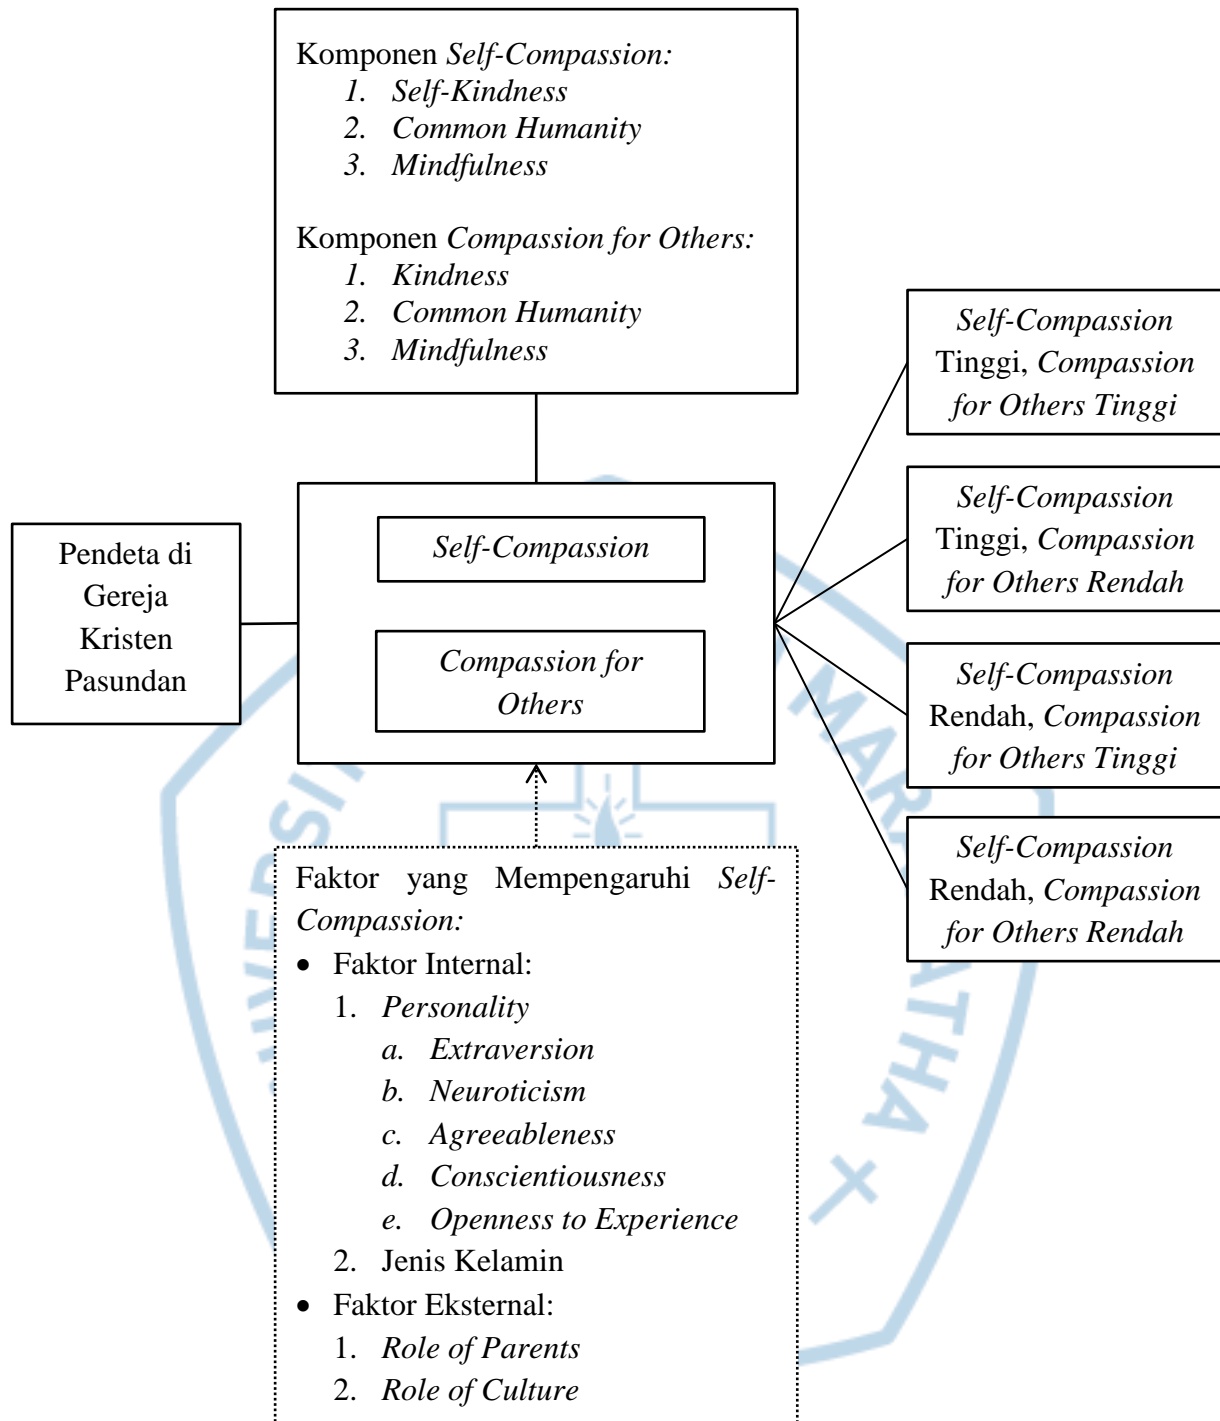 Komponen Self-Compassion:
1. Self-Kindness
2. Common Humanity
3. Mindfulness
Komponen Compassion for Others:
1. Kindness
2. Common Humanity
3. Mindfulness
Pendeta di
Gereja
Kristen
Pasundan
Self-Compassion
Compassion for
Others
Self-Compassion
Tinggi, Compassion
for Others Tinggi
Self-Compassion
Tinggi, Compassion
for Others Rendah
Self-Compassion
Rendah, Compassion
for Others Tinggi
Self-Compassion
Rendah, Compassion
for Others Rendah
Faktor yang Mempengaruhi Self-
Compassion:
• Faktor Internal:
1. Personality
a. Extraversion
b. Neuroticism
c. Agreeableness
d. Conscientiousness
e. Openness to Experience
2. Jenis Kelamin
• Faktor Eksternal:
1. Role of Parents
2. Role of Culture